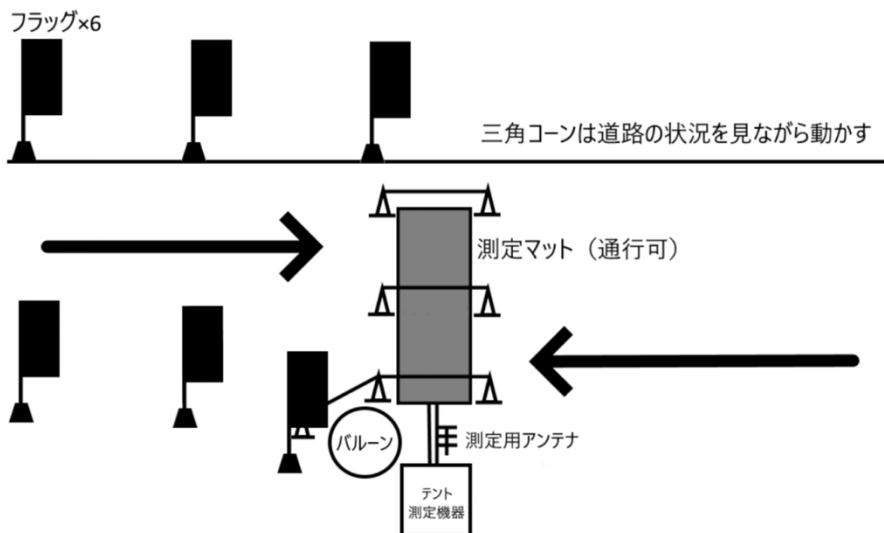 フラッグ×6
三角コーンは道路の状況を見ながら動かす
測定マット（通行可）
バルーン
測定用アンテナ
テント
測定機器